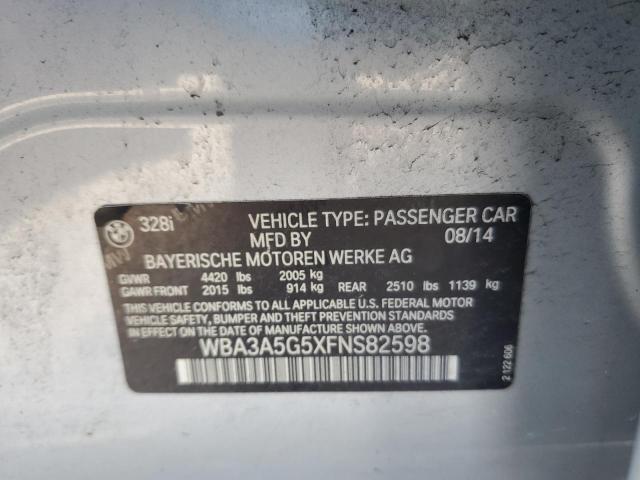 328i VEHICLE TYPE: PASSENGER CAR
MFD BY 08/14
BAYERISCHE MOTOREN WERKE AG
GVWR 4420 lbs 2005 kg
GAWR FRONT 2015 lbs 914 kg REAR 2510 lbs 1139 kg
THIS VEHICLE CONFORMS TO ALL APPLICABLE U.S. FEDERAL MOTOR
VEHICLE SAFETY, BUMPER AND THEFT PREVENTION STANDARDS
IN EFFECT ON THE DATE OF MANUFACTURE SHOWN ABOVE.
WBA3A5G5XFNS82598
2 122 606